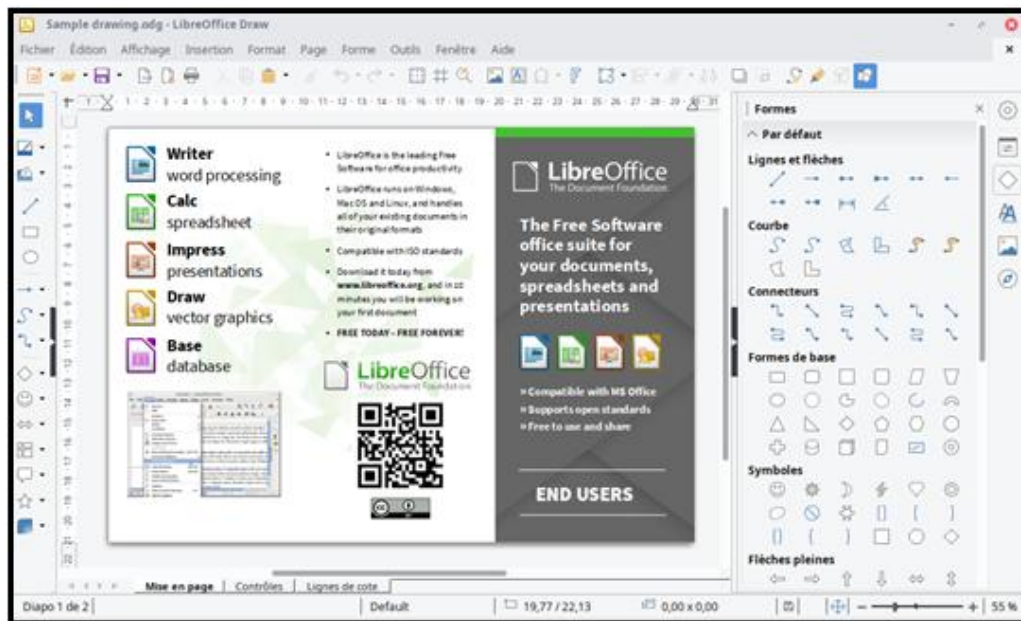 Sample drawing.odg - LibreOffice Draw
Fichier Édition Affichage Insertion Format Page Forme Outils Fenêtre Aide
Writer
word processing
Calc
spreadsheet
Impress
presentations
Draw
vector graphics
Base
database
• LibreOffice is the leading Free
Software for office productivity
• LibreOffice runs on Windows,
Mac OS and Linux, and handles
all of your existing documents in
their original formats
• Compatible with ISO standards
• Download it today from
www.libreoffice.org, and in 10
minutes you will be working on
your first document
• FREE TODAY – FREE FOREVER!
LibreOffice
The Document Foundation
LibreOffice
The Document Foundation
The Free Software
office suite for
your documents,
spreadsheets and
presentations
» Compatible with MS Office
» Supports open standards
» Free to use and share
END USERS
Formes
Par défaut
Lignes et flèches
Courbe
Connecteurs
Formes de base
Symboles
Flèches pleines
Mise en page Contrôles Lignes de cote
Diapo 1 de 2 Default 19,77 / 22,13 0,00 x 0,00 55 %